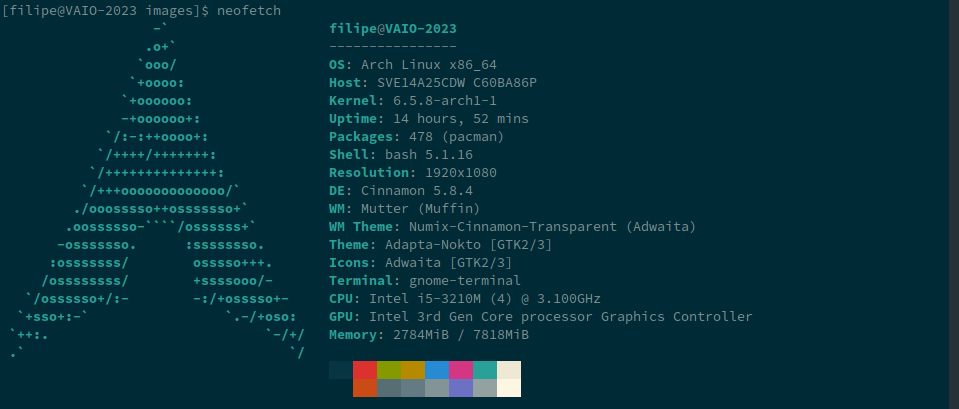 [filipe@VAIO-2023 images]$ neofetch
-` filipe@VAIO-2023
.o+` ----------------
`ooo/ OS: Arch Linux x86_64
`+oooo: Host: SVE14A25CDW C60BA86P
`+oooooo: Kernel: 6.5.8-arch1-1
-+oooooo+: Uptime: 14 hours, 52 mins
`/:-:++oooo+: Packages: 478 (pacman)
`/++++/+++++++: Shell: bash 5.1.16
`/++++++++++++++: Resolution: 1920x1080
`/+++ooooooooooooo/` DE: Cinnamon 5.8.4
./ooosssso++osssssso+` WM: Mutter (Muffin)
.oossssso-````/ossssss+` WM Theme: Numix-Cinnamon-Transparent (Adwaita)
-osssssso. :ssssssso. Theme: Adapta-Nokto [GTK2/3]
:osssssss/ osssso+++. Icons: Adwaita [GTK2/3]
/ossssssss/ +ssssooo/- Terminal: gnome-terminal
`/ossssso+/:- -:/+osssso+- CPU: Intel i5-3210M (4) @ 3.100GHz
`+sso+:-` `.-/+oso: GPU: Intel 3rd Gen Core processor Graphics Controller
`++:. `-/+/ Memory: 2784MiB / 7818MiB
.` `/